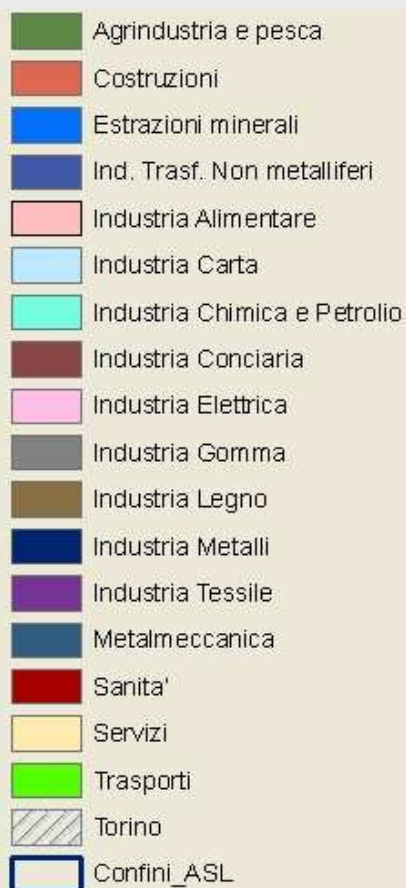 Agrindustria e pesca
Costruzioni
Estrazioni minerali
Ind. Trasf. Non metalliferi
Industria Alimentare
Industria Carta
Industria Chimica e Petrolio
Industria Conciaria
Industria Elettrica
Industria Gomma
Industria Legno
Industria Metalli
Industria Tessile
Metalmeccanica
Sanita'
Servizi
Trasporti
Torino
Confini_ASL